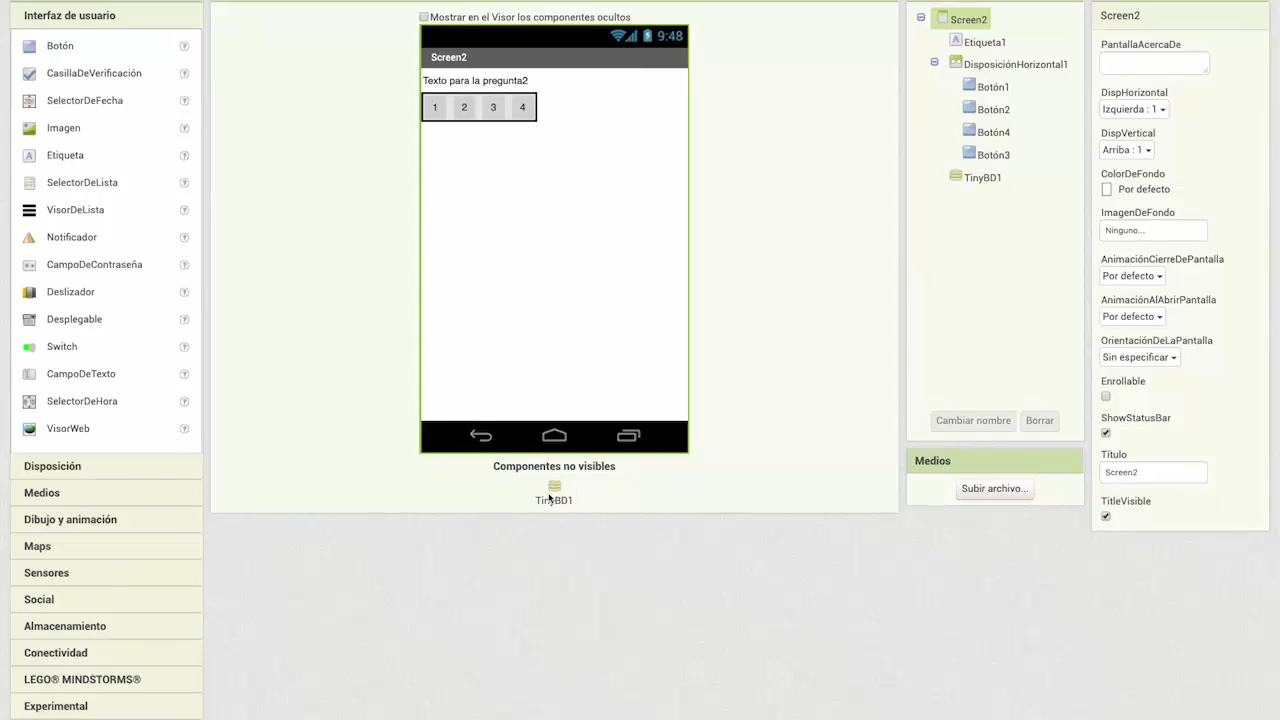 Interfaz de usuario
Botón
CasillaDeVerificación
SelectorDeFecha
Imagen
Etiqueta
SelectorDeLista
VisorDeLista
Notificador
CampoDeContraseña
Deslizador
Desplegable
Switch
CampoDeTexto
SelectorDeHora
VisorWeb
Disposición
Medios
Dibujo y animación
Maps
Sensores
Social
Almacenamiento
Conectividad
LEGO® MINDSTORMS®
Experimental
Mostrar en el Visor los componentes ocultos
9:48
Screen2
Texto para la pregunta2
1 2 3 4
Componentes no visibles
TinyBD1
Screen2
Etiqueta1
DisposiciónHorizontal1
Botón1
Botón2
Botón4
Botón3
TinyBD1
Cambiar nombre Borrar
Medios
Subir archivo...
Screen2
PantallaAcercaDe
DispHorizontal
Izquierda : 1
DispVertical
Arriba : 1
ColorDeFondo
Por defecto
ImagenDeFondo
Ninguno...
AnimaciónCierreDePantalla
Por defecto
AnimaciónAlAbrirPantalla
Por defecto
OrientaciónDeLaPantalla
Sin especificar
Enrollable
ShowStatusBar
Título
Screen2
TitleVisible